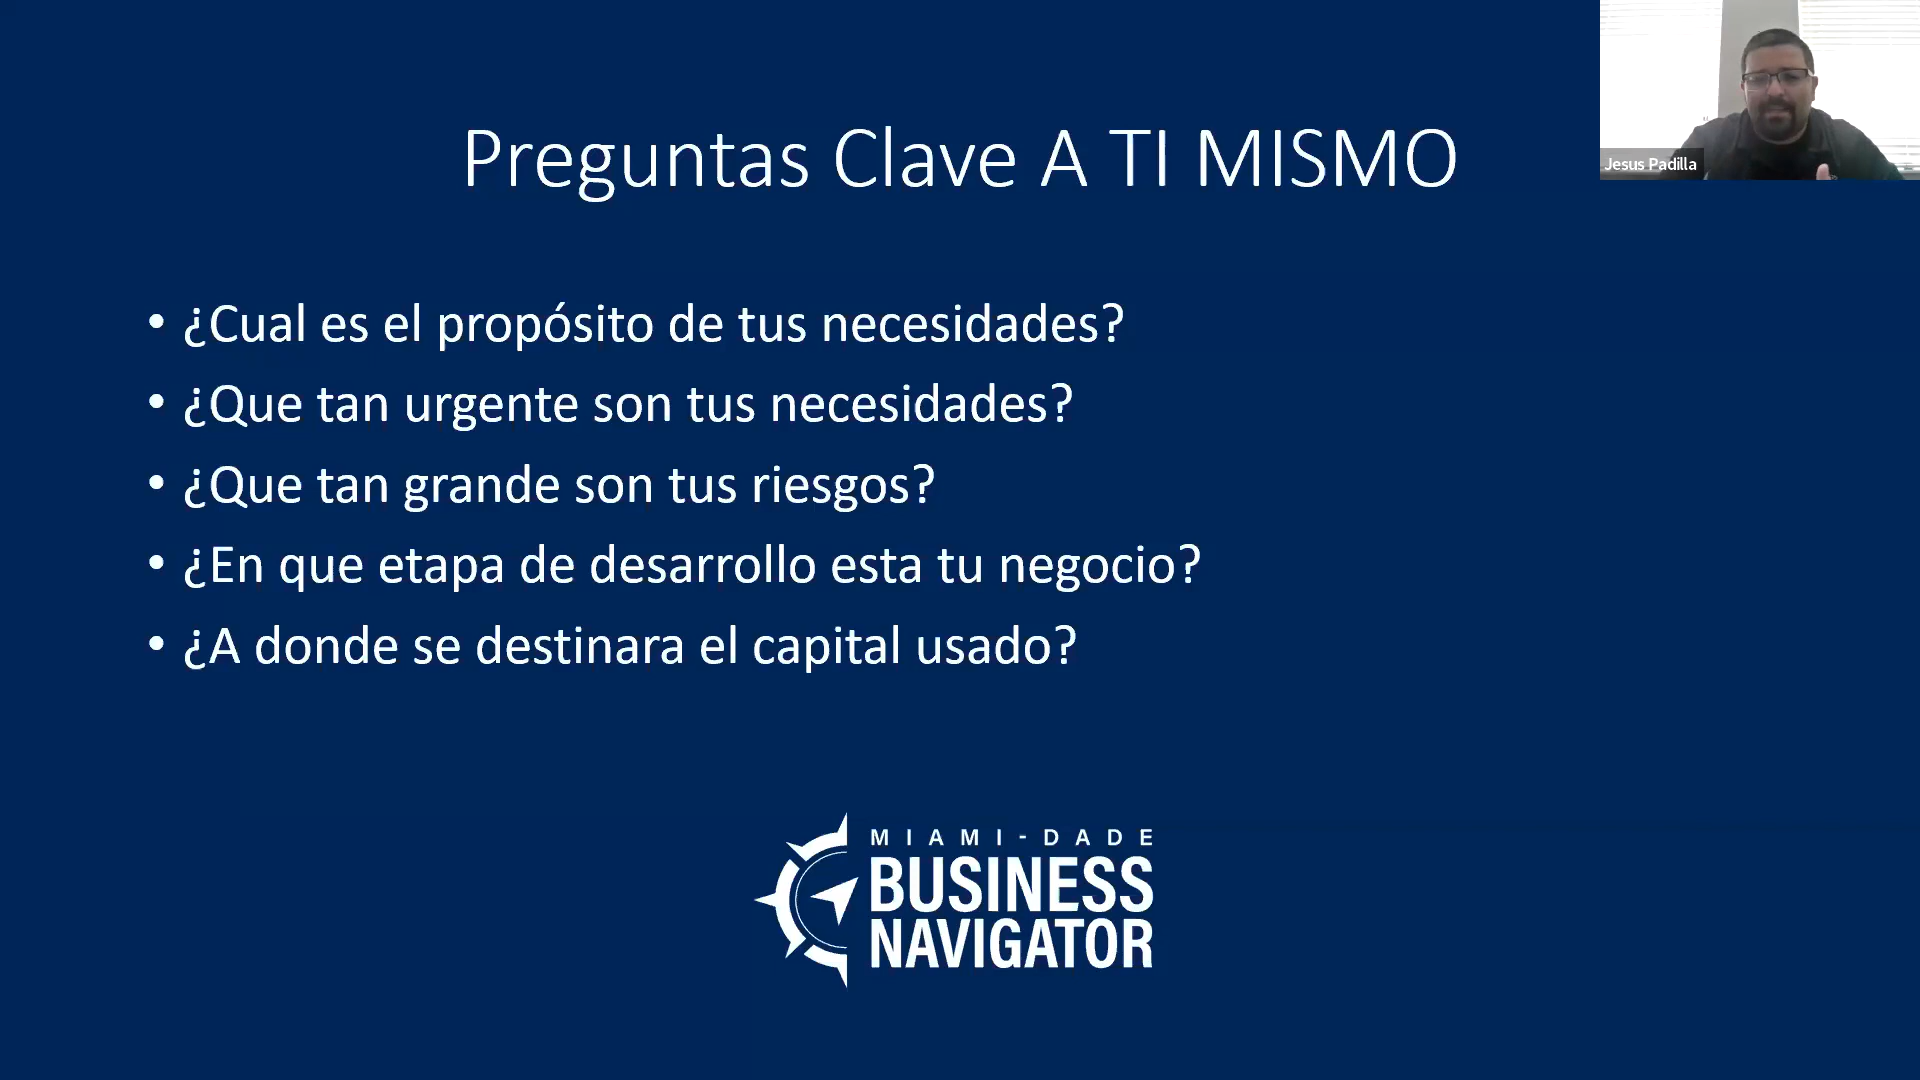 Preguntas Clave A TI MISMO
Jesus Padilla
• ¿Cual es el propósito de tus necesidades?
• ¿Que tan urgente son tus necesidades?
• ¿Que tan grande son tus riesgos?
• ¿En que etapa de desarrollo esta tu negocio?
• ¿A donde se destinara el capital usado?
MIAMI-DADE
BUSINESS
NAVIGATOR